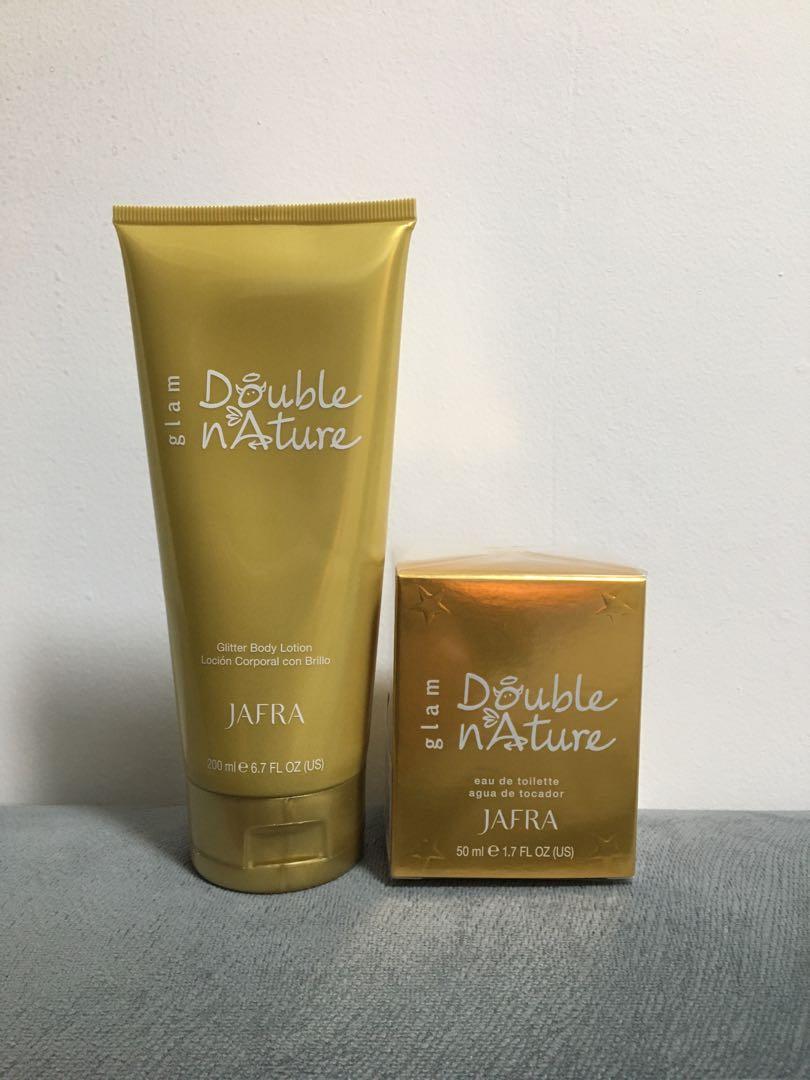 glam
Double
nAture
Glitter Body Lotion
Loción Corporal con Brillo
JAFRA
200 ml ℮ 6.7 FL OZ (US)
glam
Double
nAture
eau de toilette
agua de tocador
JAFRA
50 ml ℮ 1.7 FL OZ (US)